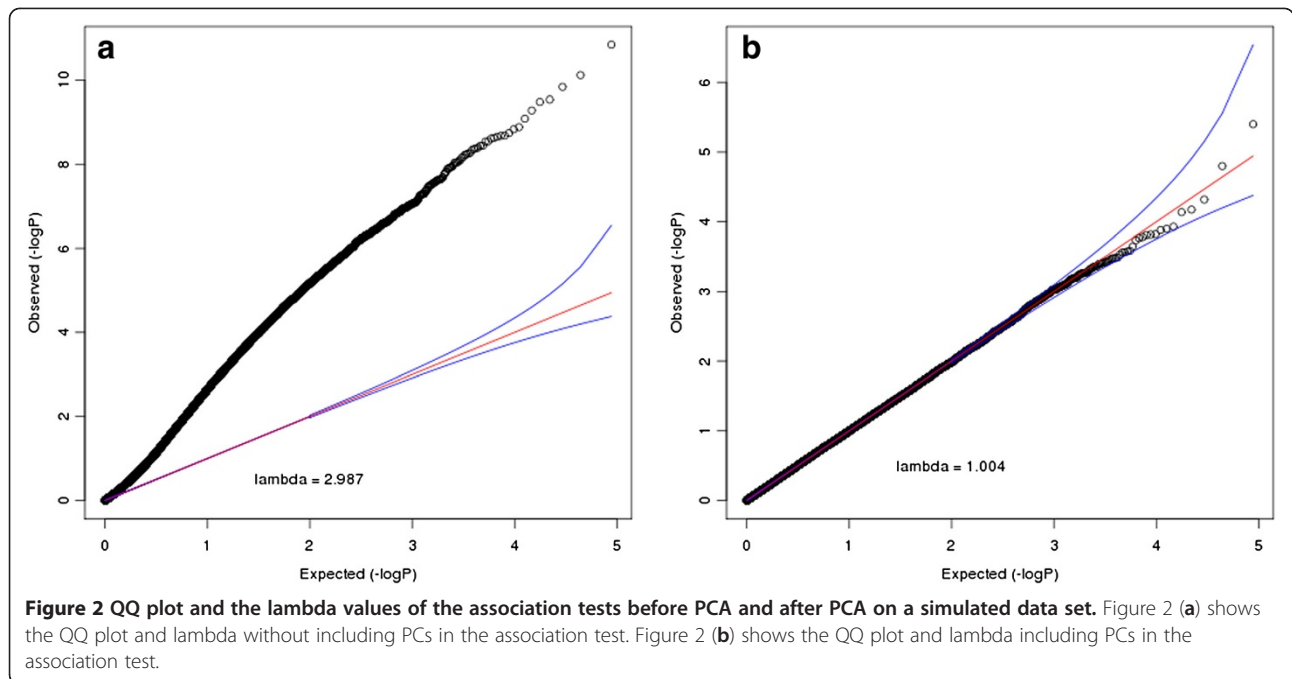 a
10
8
6
4
2
0
Observed (-logP)
lambda = 2.987
0 1 2 3 4 5
Expected (-logP)
b
6
5
4
3
2
1
0
Observed (-logP)
lambda = 1.004
0 1 2 3 4 5
Expected (-logP)
Figure 2 QQ plot and the lambda values of the association tests before PCA and after PCA on a simulated data set. Figure 2 (a) shows
the QQ plot and lambda without including PCs in the association test. Figure 2 (b) shows the QQ plot and lambda including PCs in the
association test.